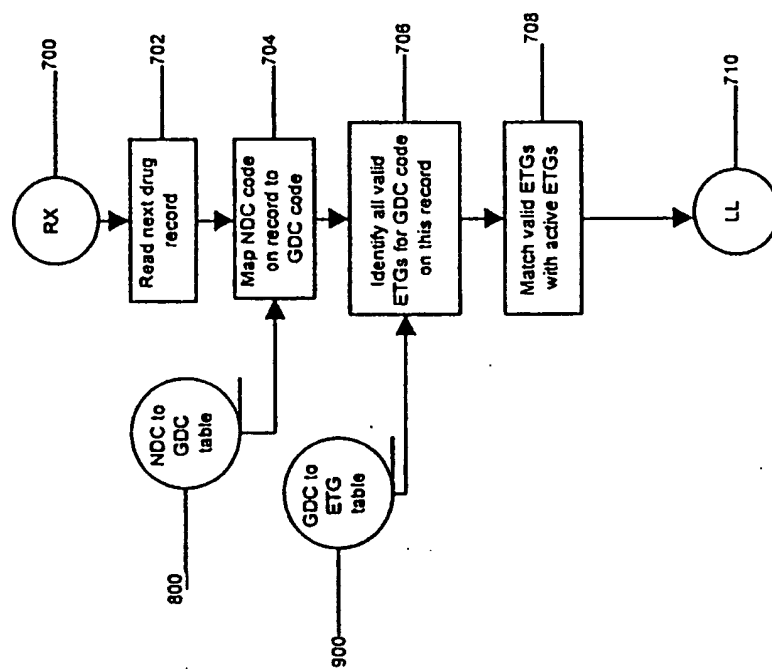 700
RX
702
Read next drug
record
704
Map NDC code
on record to
GDC code
NDC to
GDC
table
800
706
Identify all valid
ETGs for GDC code
on this record
GDC to
ETG
table
900
708
Match valid ETGs
with active ETGs
710
LL